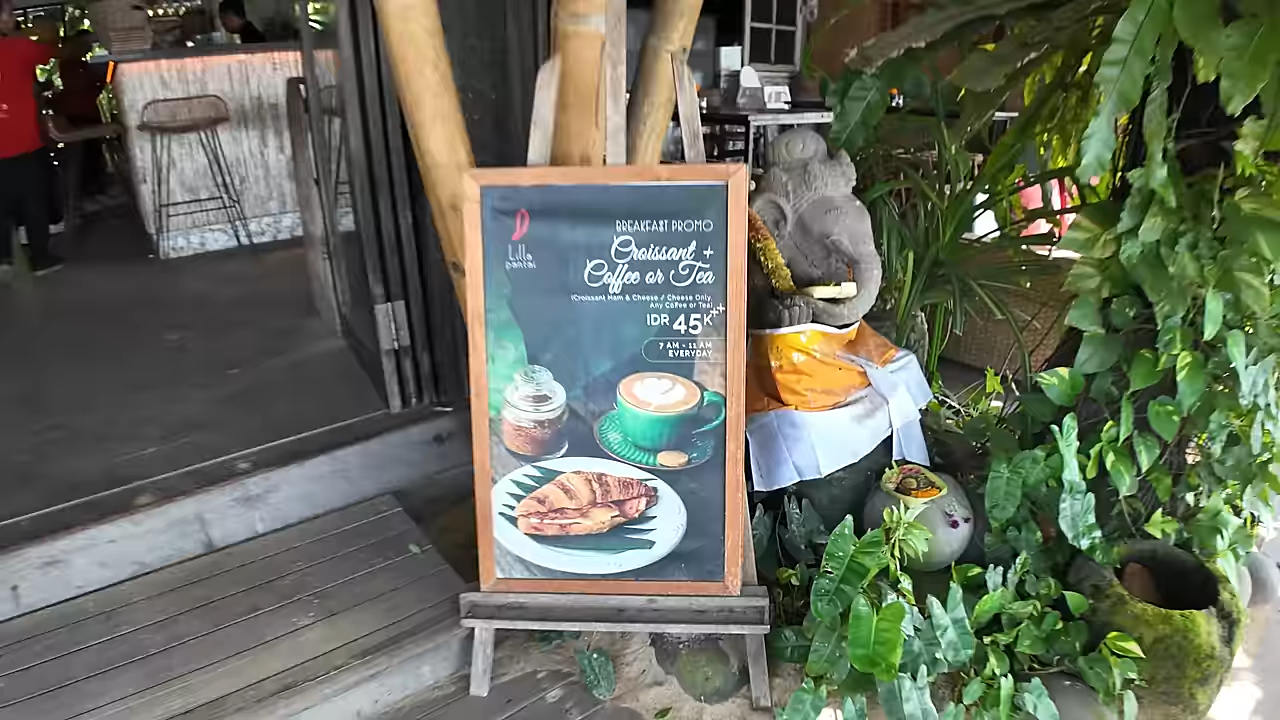 Lilla
pantai
BREAKFAST PROMO
Croissant +
Coffee or Tea
(Croissant Ham & Cheese / Cheese Only,
Any Coffee or Tea)
IDR 45K++
7 AM - 11 AM
EVERYDAY